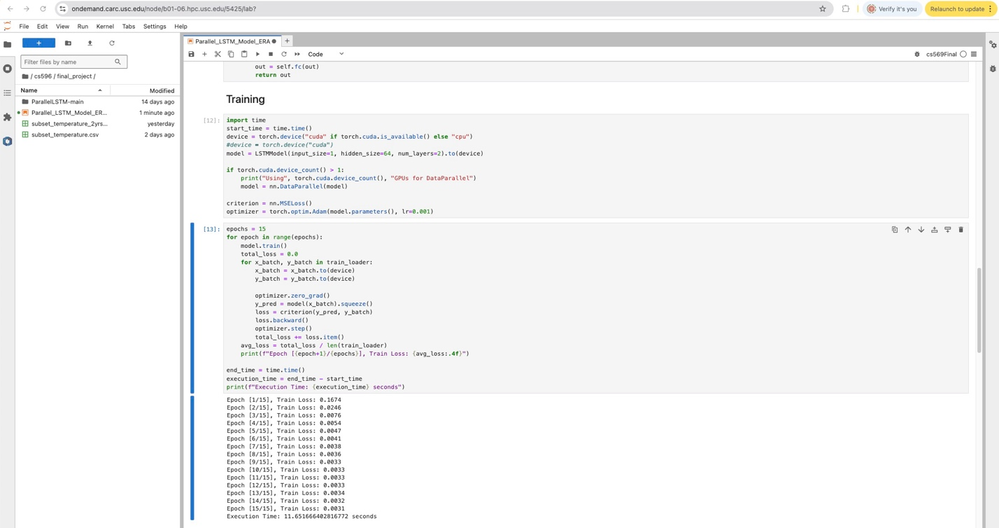 ondemand.carc.usc.edu/node/b01-06.hpc.usc.edu/5425/lab?
Verify it's you
Relaunch to update
File Edit View Run Kernel Tabs Settings Help
Filter files by name
/ cs596 / final_project /
Name Modified
ParallelLSTM-main 14 days ago
Parallel_LSTM_Model_ER... 1 minute ago
subset_temperature_2yrs... yesterday
subset_temperature.csv 2 days ago
Parallel_LSTM_Model_ERA
Code
cs569Final
out = self.fc(out)
return out
Training
[12]:
import time
start_time = time.time()
device = torch.device("cuda" if torch.cuda.is_available() else "cpu")
#device = torch.device("cuda")
model = LSTMModel(input_size=1, hidden_size=64, num_layers=2).to(device)
if torch.cuda.device_count() > 1:
print("Using", torch.cuda.device_count(), "GPUs for DataParallel")
model = nn.DataParallel(model)
criterion = nn.MSELoss()
optimizer = torch.optim.Adam(model.parameters(), lr=0.001)
[13]:
epochs = 15
for epoch in range(epochs):
model.train()
total_loss = 0.0
for x_batch, y_batch in train_loader:
x_batch = x_batch.to(device)
y_batch = y_batch.to(device)
optimizer.zero_grad()
y_pred = model(x_batch).squeeze()
loss = criterion(y_pred, y_batch)
loss.backward()
optimizer.step()
total_loss += loss.item()
avg_loss = total_loss / len(train_loader)
print(f"Epoch [{epoch+1}/{epochs}], Train Loss: {avg_loss:.4f}")
end_time = time.time()
execution_time = end_time - start_time
print(f"Execution Time: {execution_time} seconds")
Epoch [1/15], Train Loss: 0.1674
Epoch [2/15], Train Loss: 0.0246
Epoch [3/15], Train Loss: 0.0076
Epoch [4/15], Train Loss: 0.0054
Epoch [5/15], Train Loss: 0.0047
Epoch [6/15], Train Loss: 0.0041
Epoch [7/15], Train Loss: 0.0038
Epoch [8/15], Train Loss: 0.0036
Epoch [9/15], Train Loss: 0.0033
Epoch [10/15], Train Loss: 0.0033
Epoch [11/15], Train Loss: 0.0033
Epoch [12/15], Train Loss: 0.0033
Epoch [13/15], Train Loss: 0.0034
Epoch [14/15], Train Loss: 0.0032
Epoch [15/15], Train Loss: 0.0031
Execution Time: 11.651666402816772 seconds